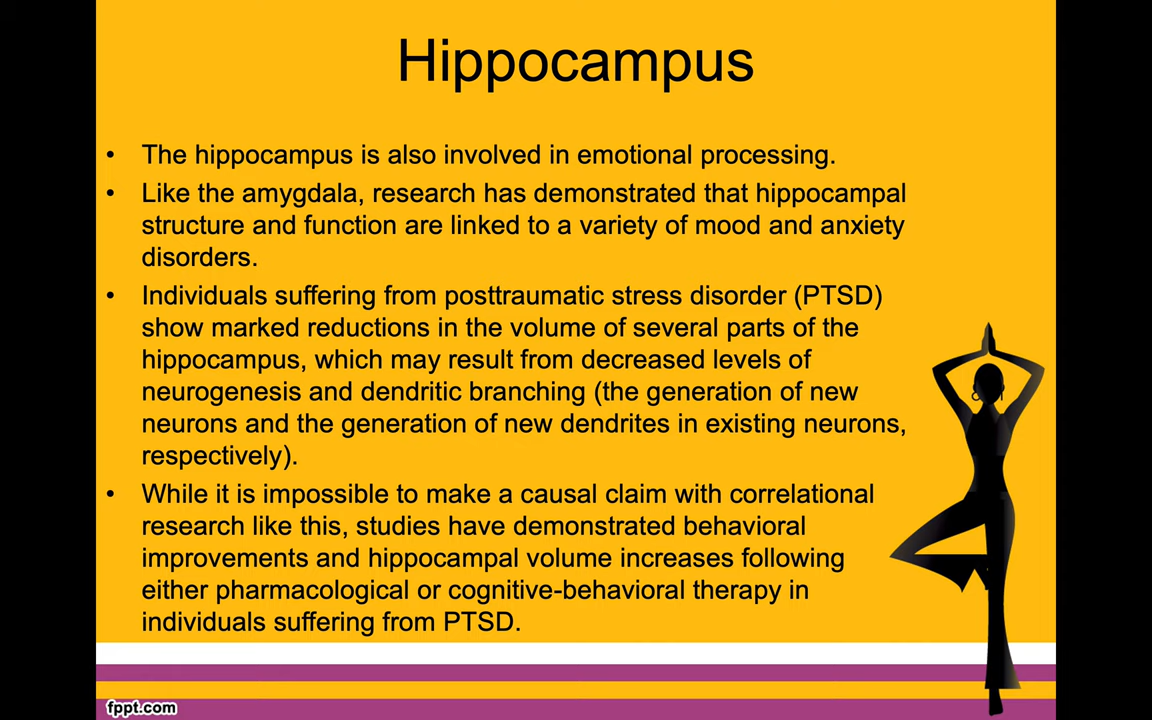 Hippocampus
• The hippocampus is also involved in emotional processing.
• Like the amygdala, research has demonstrated that hippocampal
structure and function are linked to a variety of mood and anxiety
disorders.
• Individuals suffering from posttraumatic stress disorder (PTSD)
show marked reductions in the volume of several parts of the
hippocampus, which may result from decreased levels of
neurogenesis and dendritic branching (the generation of new
neurons and the generation of new dendrites in existing neurons,
respectively).
• While it is impossible to make a causal claim with correlational
research like this, studies have demonstrated behavioral
improvements and hippocampal volume increases following
either pharmacological or cognitive-behavioral therapy in
individuals suffering from PTSD.
fppt.com